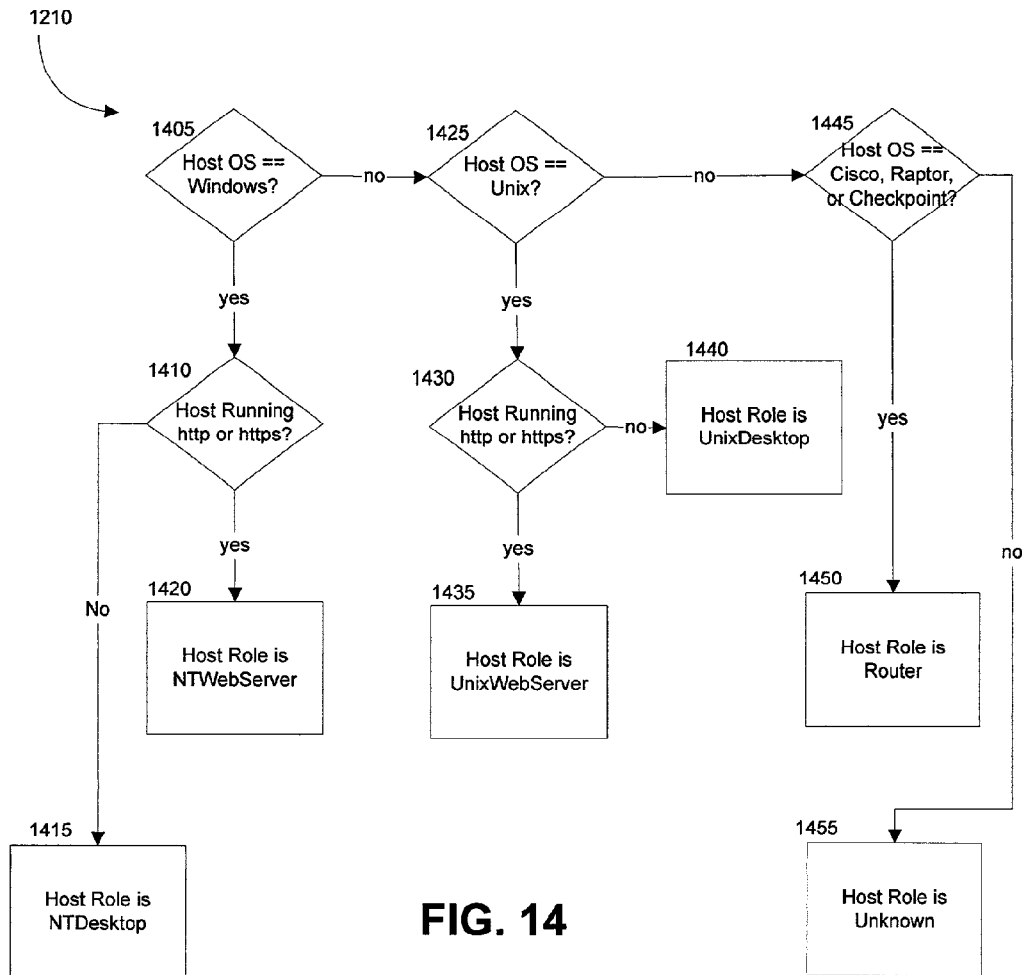 1210
1405
Host OS ==
Windows?
no
1425
Host OS ==
Unix?
no
1445
Host OS ==
Cisco, Raptor,
or Checkpoint?
yes
yes
1410
Host Running
http or https?
1430
Host Running
http or https?
no
1440
Host Role is
UnixDesktop
yes
no
yes
yes
No
1420
Host Role is
NTWebServer
1435
Host Role is
UnixWebServer
1450
Host Role is
Router
1415
Host Role is
NTDesktop
1455
Host Role is
Unknown
FIG. 14